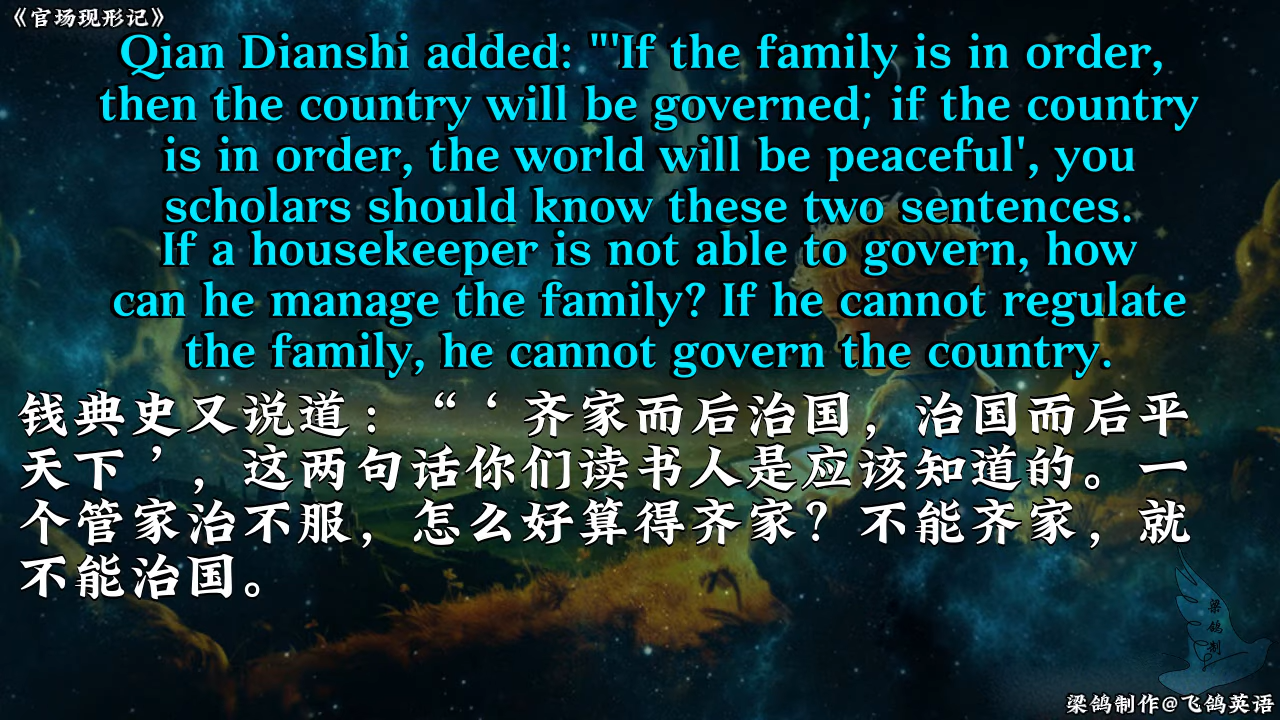 《官场现形记》
Qian Dianshi added: "'If the family is in order,
then the country will be governed; if the country
is in order, the world will be peaceful', you
scholars should know these two sentences.
If a housekeeper is not able to govern, how
can he manage the family? If he cannot regulate
the family, he cannot govern the country.
钱典史又说道：“‘齐家而后治国，治国而后平
天下’，这两句话你们读书人是应该知道的。一
个管家治不服，怎么好算得齐家？不能齐家，就
不能治国。
梁
鸽
制
梁鸽制作@飞鸽英语